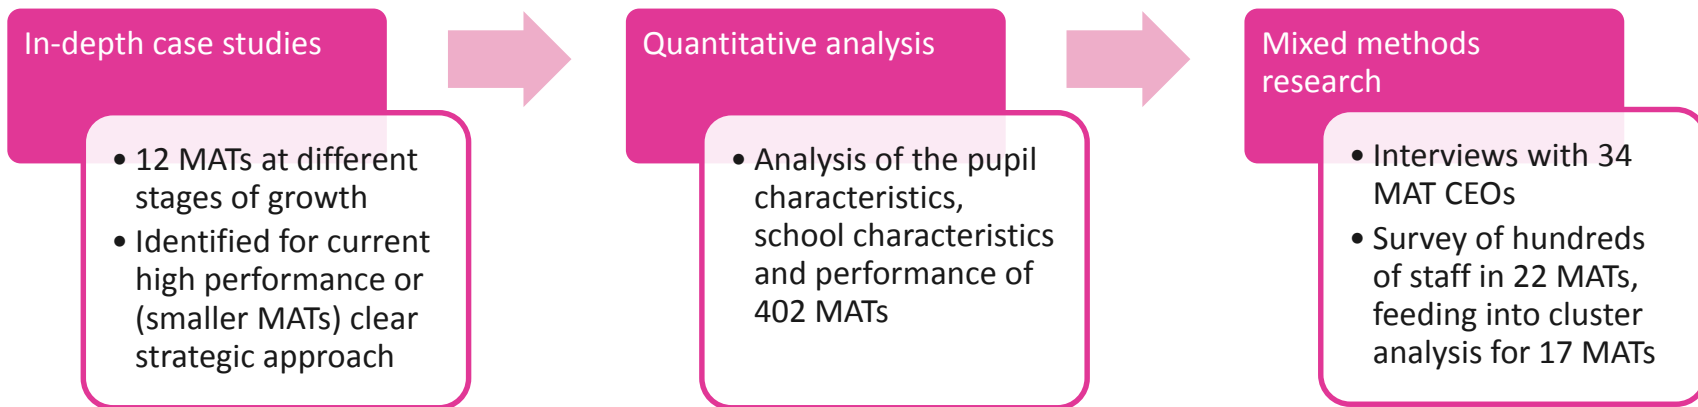 In-depth case studies
• 12 MATs at different
stages of growth
• Identified for current
high performance or
(smaller MATs) clear
strategic approach
Quantitative analysis
• Analysis of the pupil
characteristics,
school characteristics
and performance of
402 MATs
Mixed methods
research
• Interviews with 34
MAT CEOs
• Survey of hundreds
of staff in 22 MATs,
feeding into cluster
analysis for 17 MATs